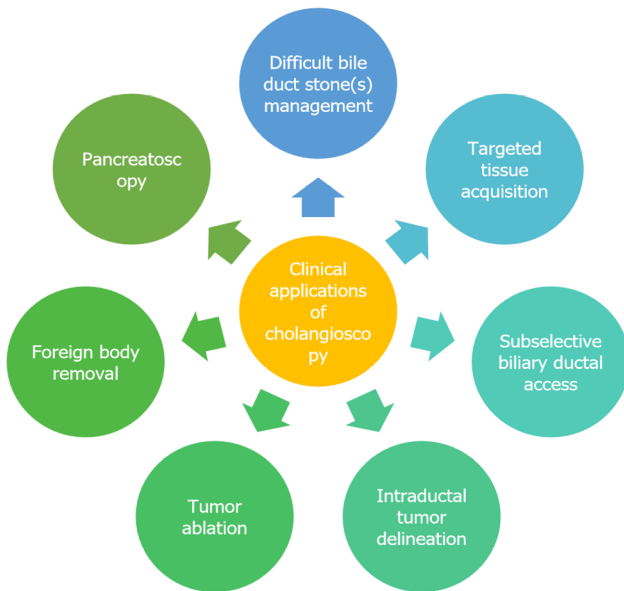 Difficult bile
duct stone(s)
management
Targeted
tissue
acquisition
Subselective
biliary ductal
access
Intraductal
tumor
delineation
Tumor
ablation
Foreign body
removal
Pancreatosc
opy
Clinical
applications
of
cholangiosco
py